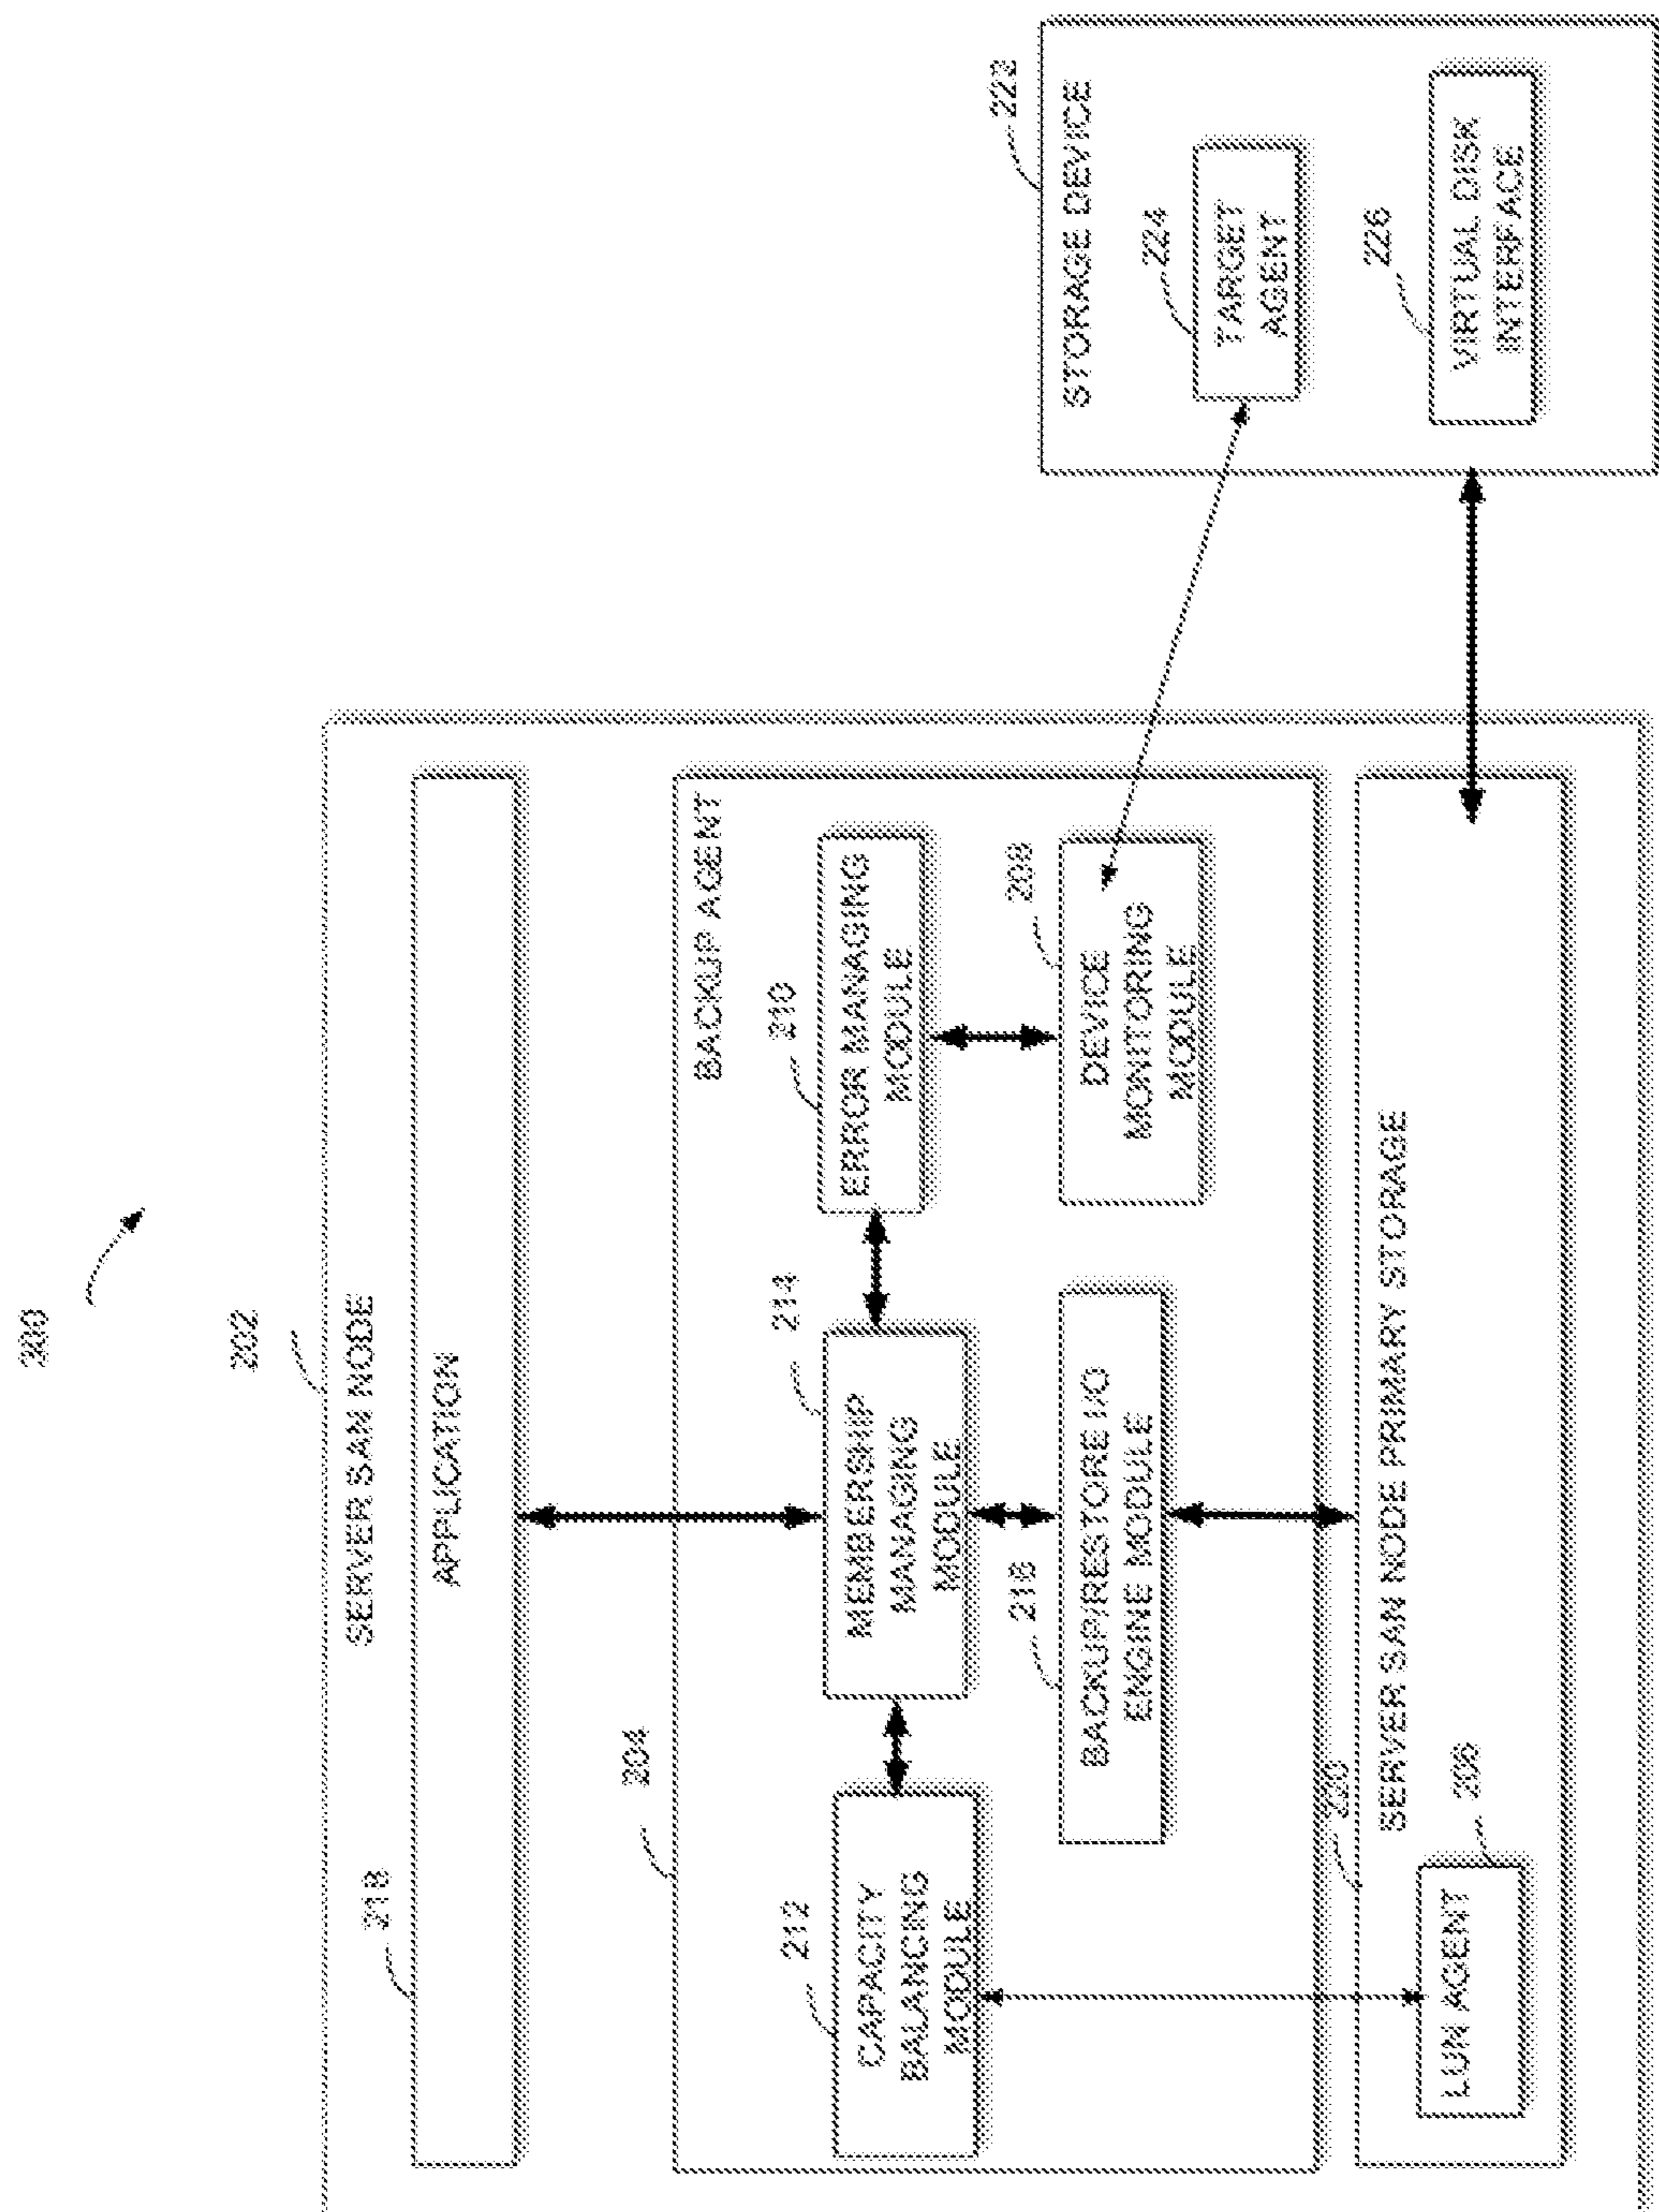 200
202
SERVER SAN NODE
218
APPLICATION
204
BACKUP AGENT
212
CAPACITY
BALANCING
MODULE
214
MEMBERSHIP
MANAGING
MODULE
210
ERROR MANAGING
MODULE
216
BACKUP/RESTORE I/O
ENGINE MODULE
208
DEVICE
MONITORING
MODULE
220
SERVER SAN NODE PRIMARY STORAGE
206
LUN AGENT
222
STORAGE DEVICE
224
TARGET
AGENT
226
VIRTUAL DISK
INTERFACE